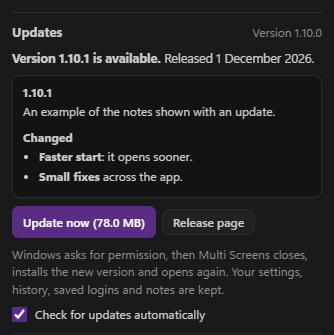 Updates
Version 1.10.0
Version 1.10.1 is available. Released 1 December 2026.
1.10.1
An example of the notes shown with an update.
Changed
• Faster start: it opens sooner.
• Small fixes across the app.
Update now (78.0 MB)
Release page
Windows asks for permission, then Multi Screens closes,
installs the new version and opens again. Your settings,
history, saved logins and notes are kept.
Check for updates automatically